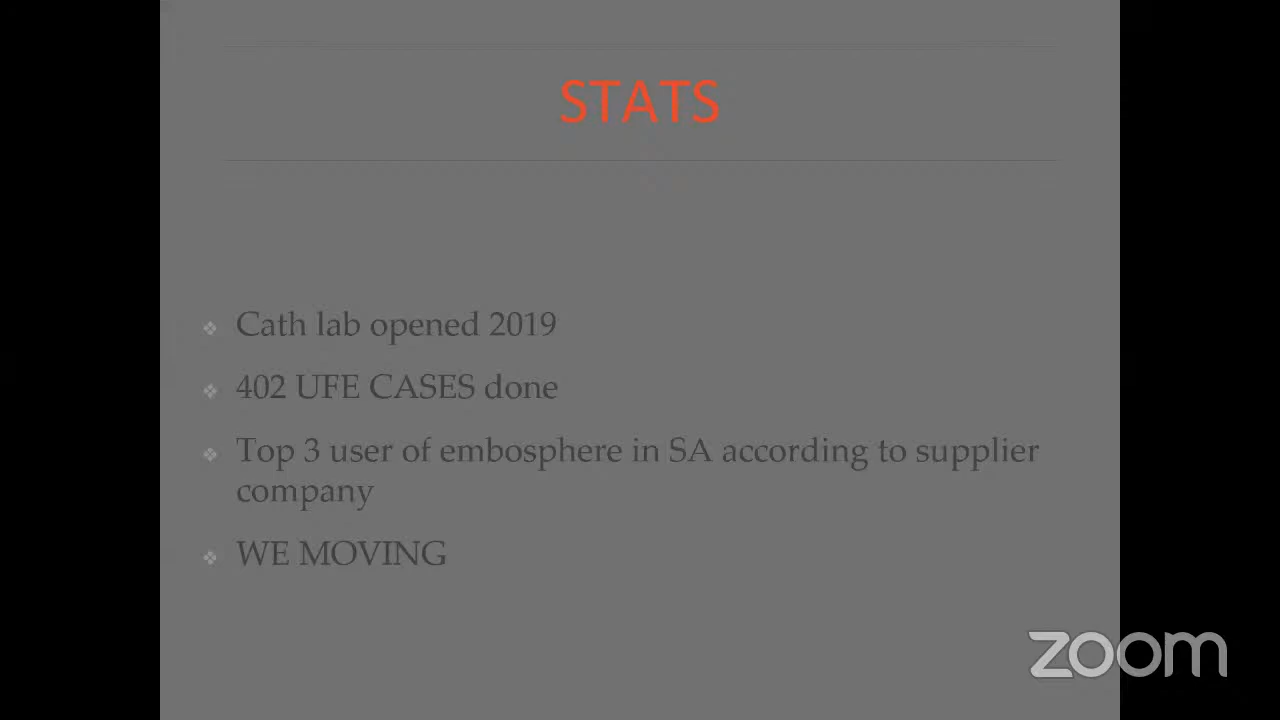 STATS
❖ Cath lab opened 2019
❖ 402 UFE CASES done
❖ Top 3 user of embosphere in SA according to supplier
company
❖ WE MOVING
zoom